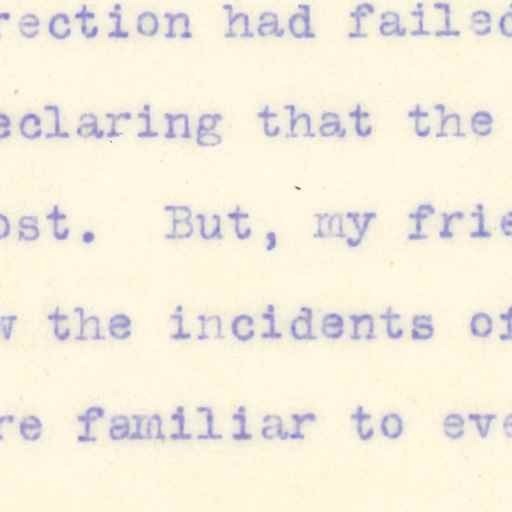 rection had failed
eclaring that the
ost. But, my frie
w the incidents of
re familiar to eve